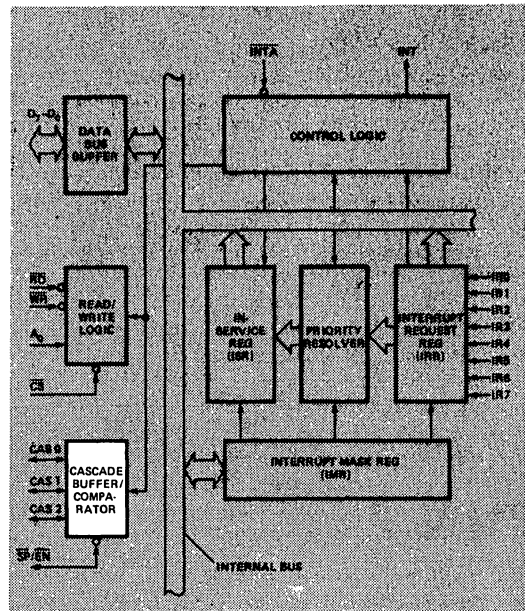 INTA
INT
D7-D0
DATA
BUS
BUFFER
CONTROL LOGIC
RD
WR
A0
CS
READ/
WRITE
LOGIC
IN-
SERVICE
REG
(ISR)
PRIORITY
RESOLVER
INTERRUPT
REQUEST
REG
(IRR)
IR0
IR1
IR2
IR3
IR4
IR5
IR6
IR7
CAS 0
CAS 1
CAS 2
CASCADE
BUFFER/
COMPA-
RATOR
SP/EN
INTERRUPT MASK REG
(IMR)
INTERNAL BUS